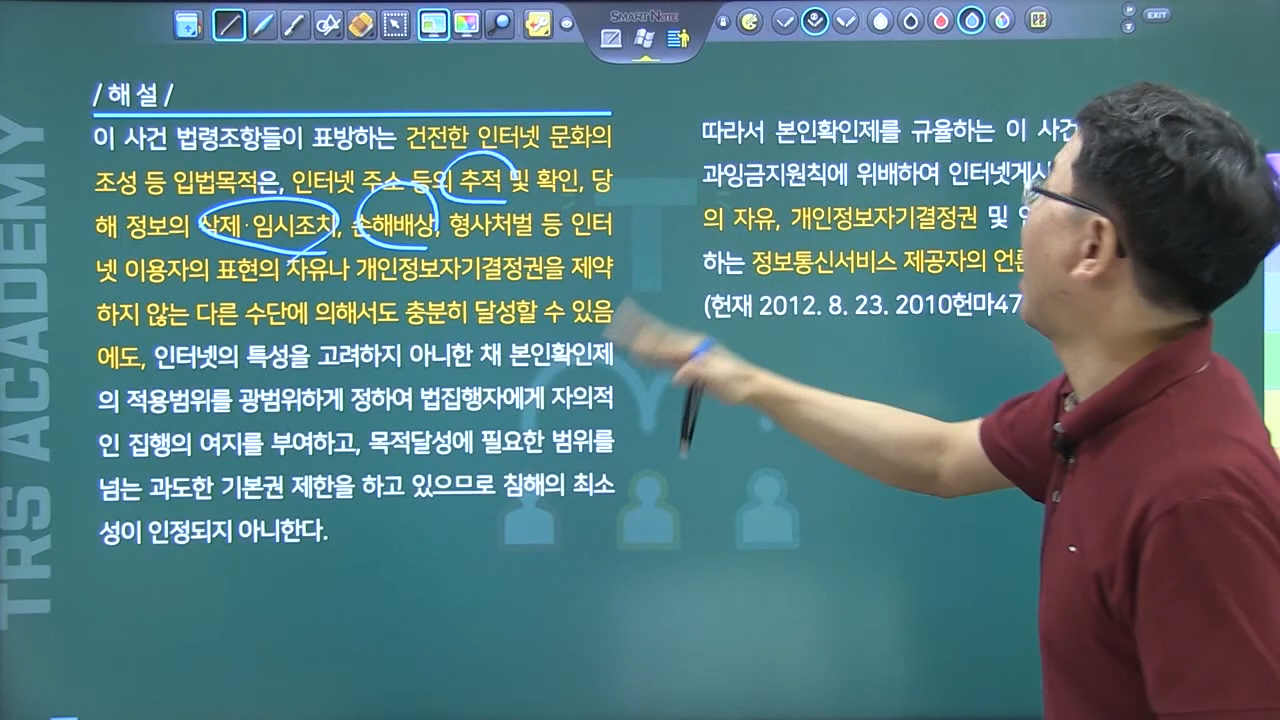 SMART NOTE
EXIT
/ 해 설 /
이 사건 법령조항들이 표방하는 건전한 인터넷 문화의
조성 등 입법목적은, 인터넷 주소 등의 추적 및 확인, 당
해 정보의 삭제·임시조치, 손해배상, 형사처벌 등 인터
넷 이용자의 표현의 자유나 개인정보자기결정권을 제약
하지 않는 다른 수단에 의해서도 충분히 달성할 수 있음
에도, 인터넷의 특성을 고려하지 아니한 채 본인확인제
의 적용범위를 광범위하게 정하여 법집행자에게 자의적
인 집행의 여지를 부여하고, 목적달성에 필요한 범위를
넘는 과도한 기본권 제한을 하고 있으므로 침해의 최소
성이 인정되지 아니한다.
따라서 본인확인제를 규율하는 이 사건
과잉금지원칙에 위배하여 인터넷게시
의 자유, 개인정보자기결정권 및
하는 정보통신서비스 제공자의 언론
(헌재 2012. 8. 23. 2010헌마47
TRS ACADEMY